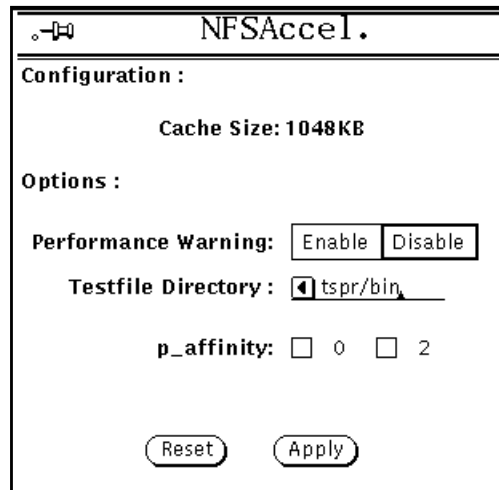 NFSAccel.
Configuration :
Cache Size: 1048KB
Options :
Performance Warning: Enable Disable
Testfile Directory : tspr/bin
p_affinity: 0 2
Reset Apply